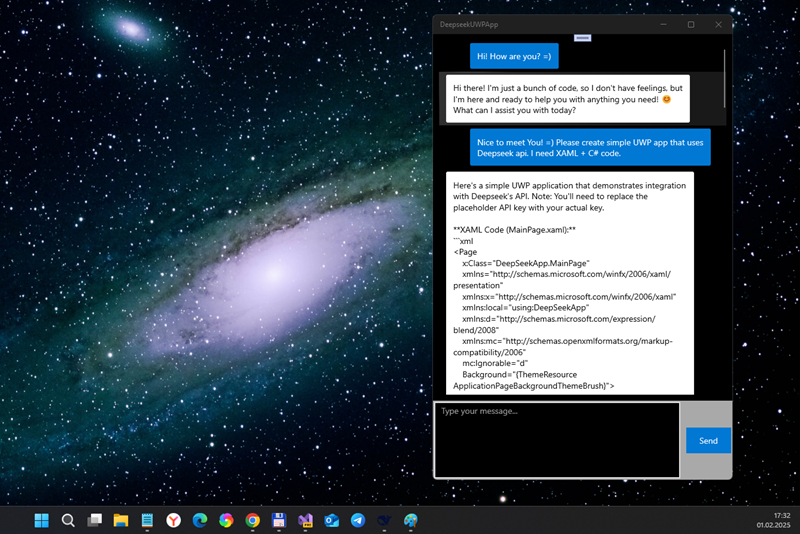 DeepseekUWPApp
Hi! How are you? =)
Hi there! I'm just a bunch of code, so I don't have feelings, but
I'm here and ready to help you with anything you need! 😊
What can I assist you with today?
Nice to meet You! =) Please create simple UWP app that uses
Deepseek api. I need XAML + C# code.
Here's a simple UWP application that demonstrates integration
with Deepseek's API. Note: You'll need to replace the
placeholder API key with your actual key.
**XAML Code (MainPage.xaml):**
```xml
<Page
x:Class="DeepSeekApp.MainPage"
xmlns="http://schemas.microsoft.com/winfx/2006/xaml/
presentation"
xmlns:x="http://schemas.microsoft.com/winfx/2006/xaml"
xmlns:local="using:DeepSeekApp"
xmlns:d="http://schemas.microsoft.com/expression/
blend/2008"
xmlns:mc="http://schemas.openxmlformats.org/markup-
compatibility/2006"
mc:Ignorable="d"
Background="{ThemeResource
ApplicationPageBackgroundThemeBrush}">
Type your message...
Send
17:32
01.02.2025